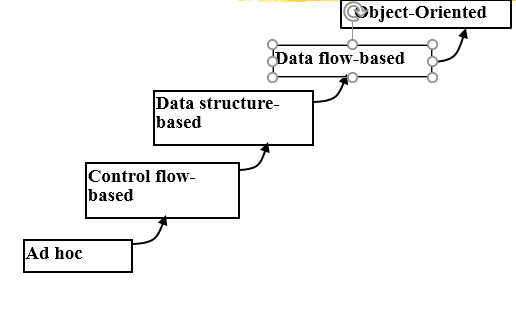 Object-Oriented
Data flow-based
Data structure-
based
Control flow-
based
Ad hoc